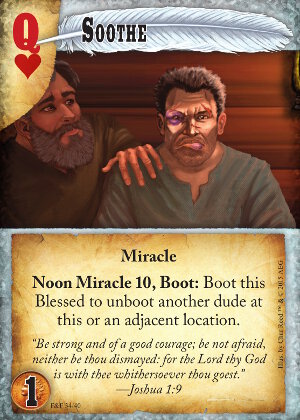 Q
SOOTHE
Miracle
Noon Miracle 10, Boot: Boot this
Blessed to unboot another dude at
this or an adjacent location.
"Be strong and of a good courage; be not afraid,
neither be thou dismayed: for the Lord thy God
is with thee whithersoever thou goest."
—Joshua 1:9
1
F&F 34/40